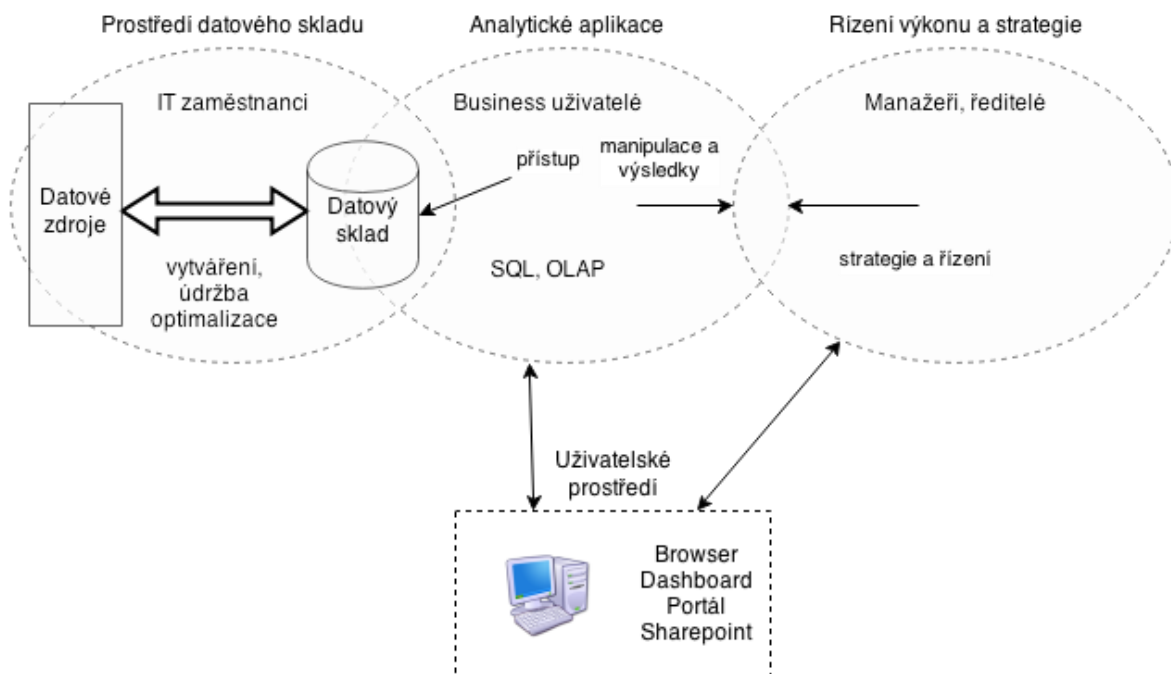 Prostředí datového skladu
Analytické aplikace
Řízení výkonu a strategie
IT zaměstnanci
Business uživatelé
Manažeři, ředitelé
Datové
zdroje
Datový
sklad
vytváření,
údržba
optimalizace
přístup
manipulace a
výsledky
SQL, OLAP
strategie a řízení
Uživatelské
prostředí
Browser
Dashboard
Portál
Sharepoint